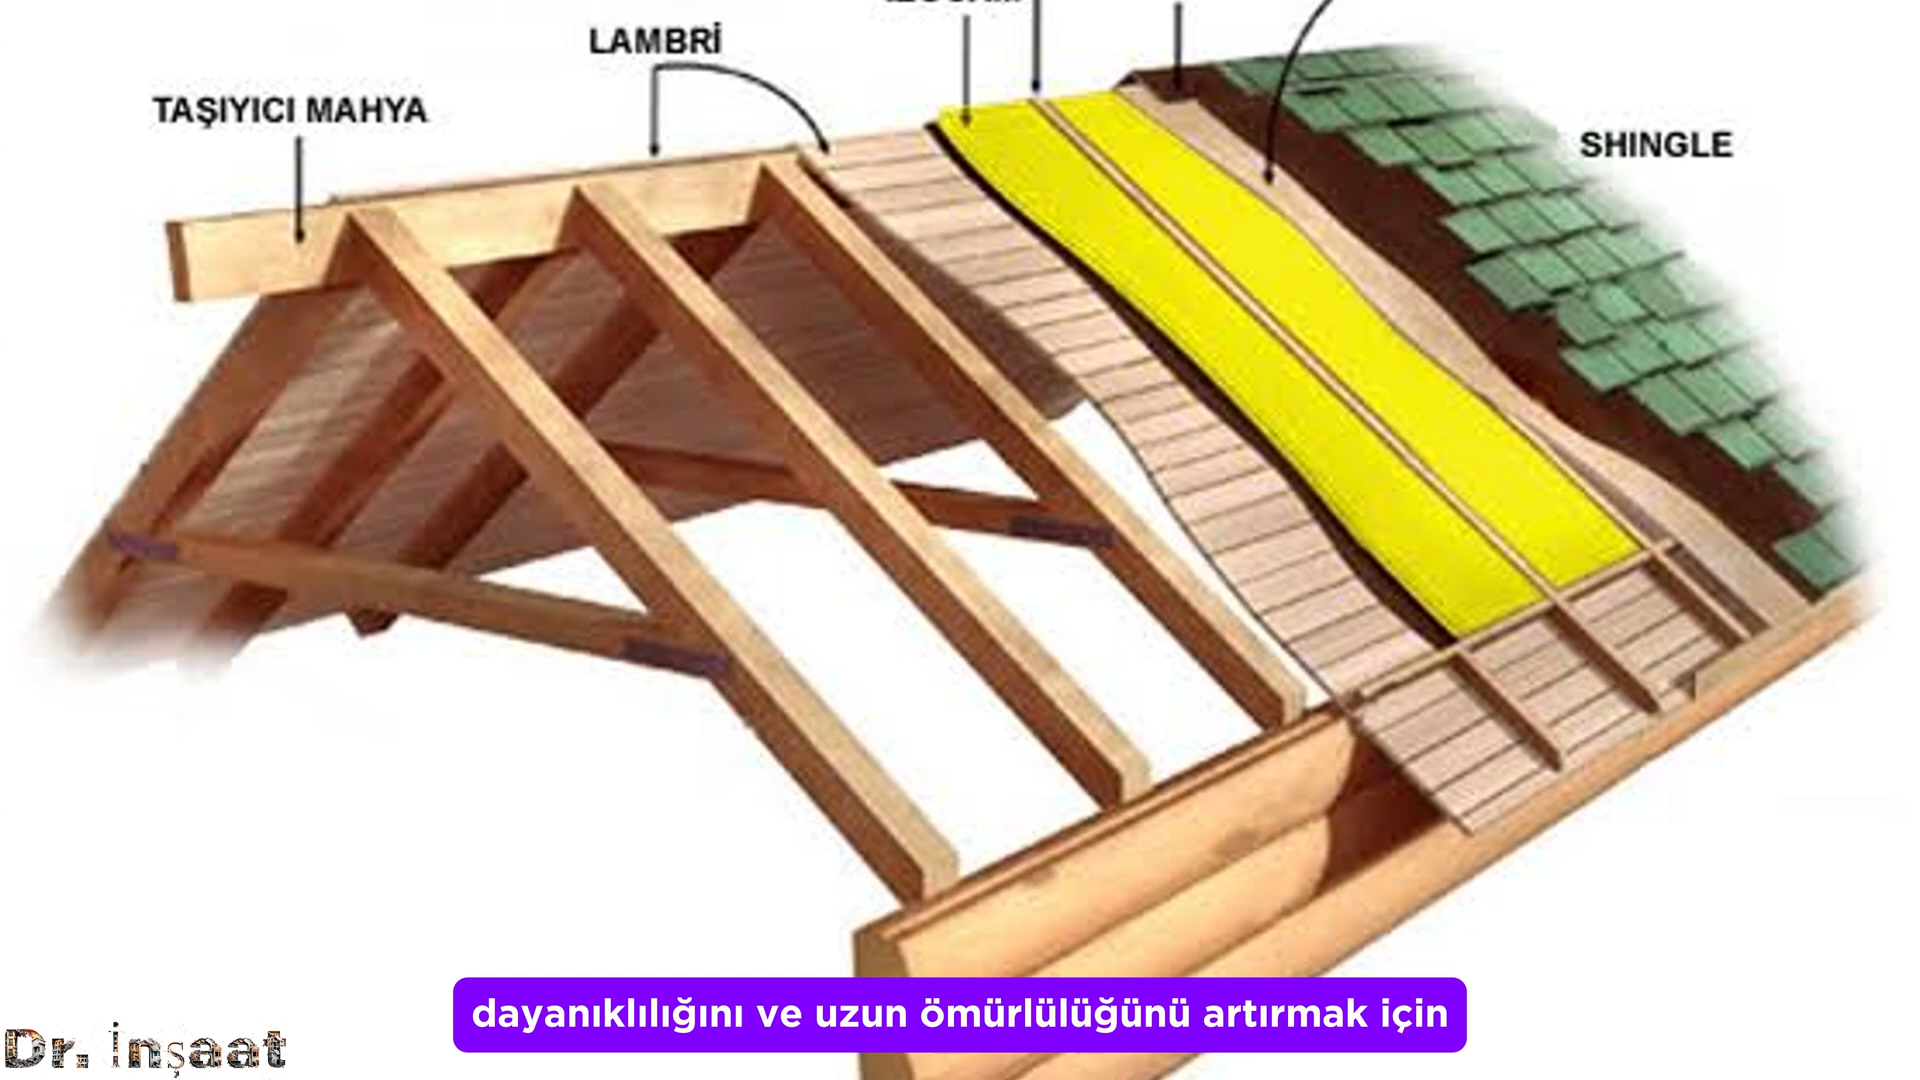 LAMBRİ
TAŞIYICI MAHYA
SHINGLE
dayanıklılığını ve uzun ömürlülüğünü artırmak için
Dr. İnşaat